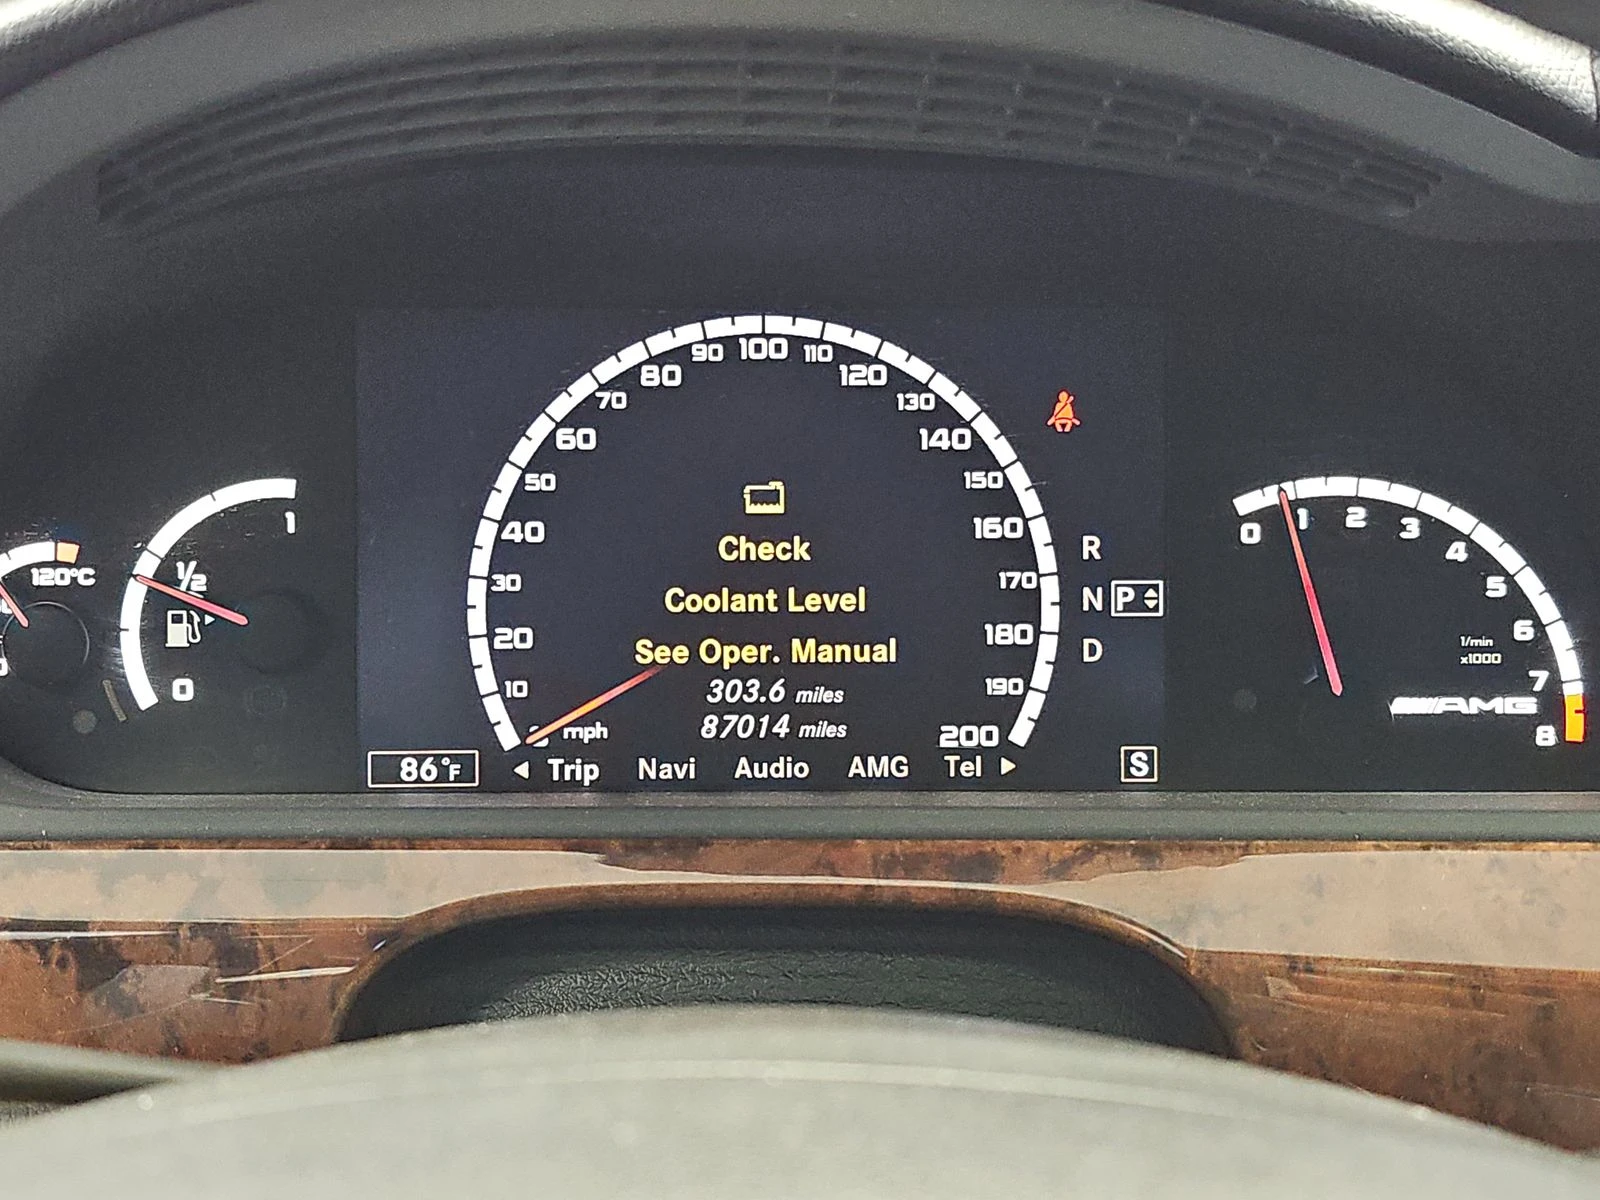 90 100 110
80 120
70 130
60 140
50 150
40 160
30 170
20 180
10 190
mph 200
Check
Coolant Level
See Oper. Manual
303.6 miles
87014 miles
86°F
Trip Navi Audio AMG Tel
R
N P
D
S
120°C
1
1/2
0
0 1 2 3 4 5 6 7 8
1/min
x1000
AMG